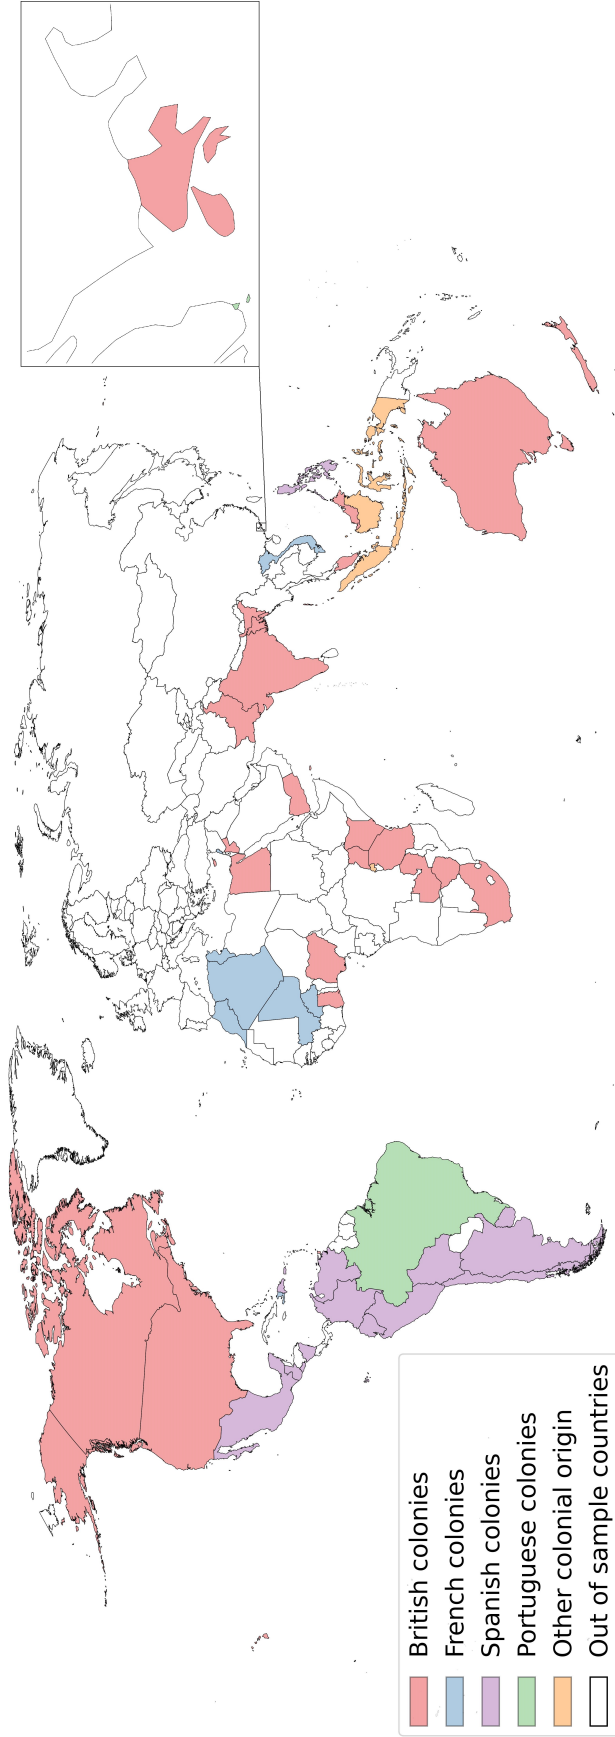 British colonies
French colonies
Spanish colonies
Portuguese colonies
Other colonial origin
Out of sample countries